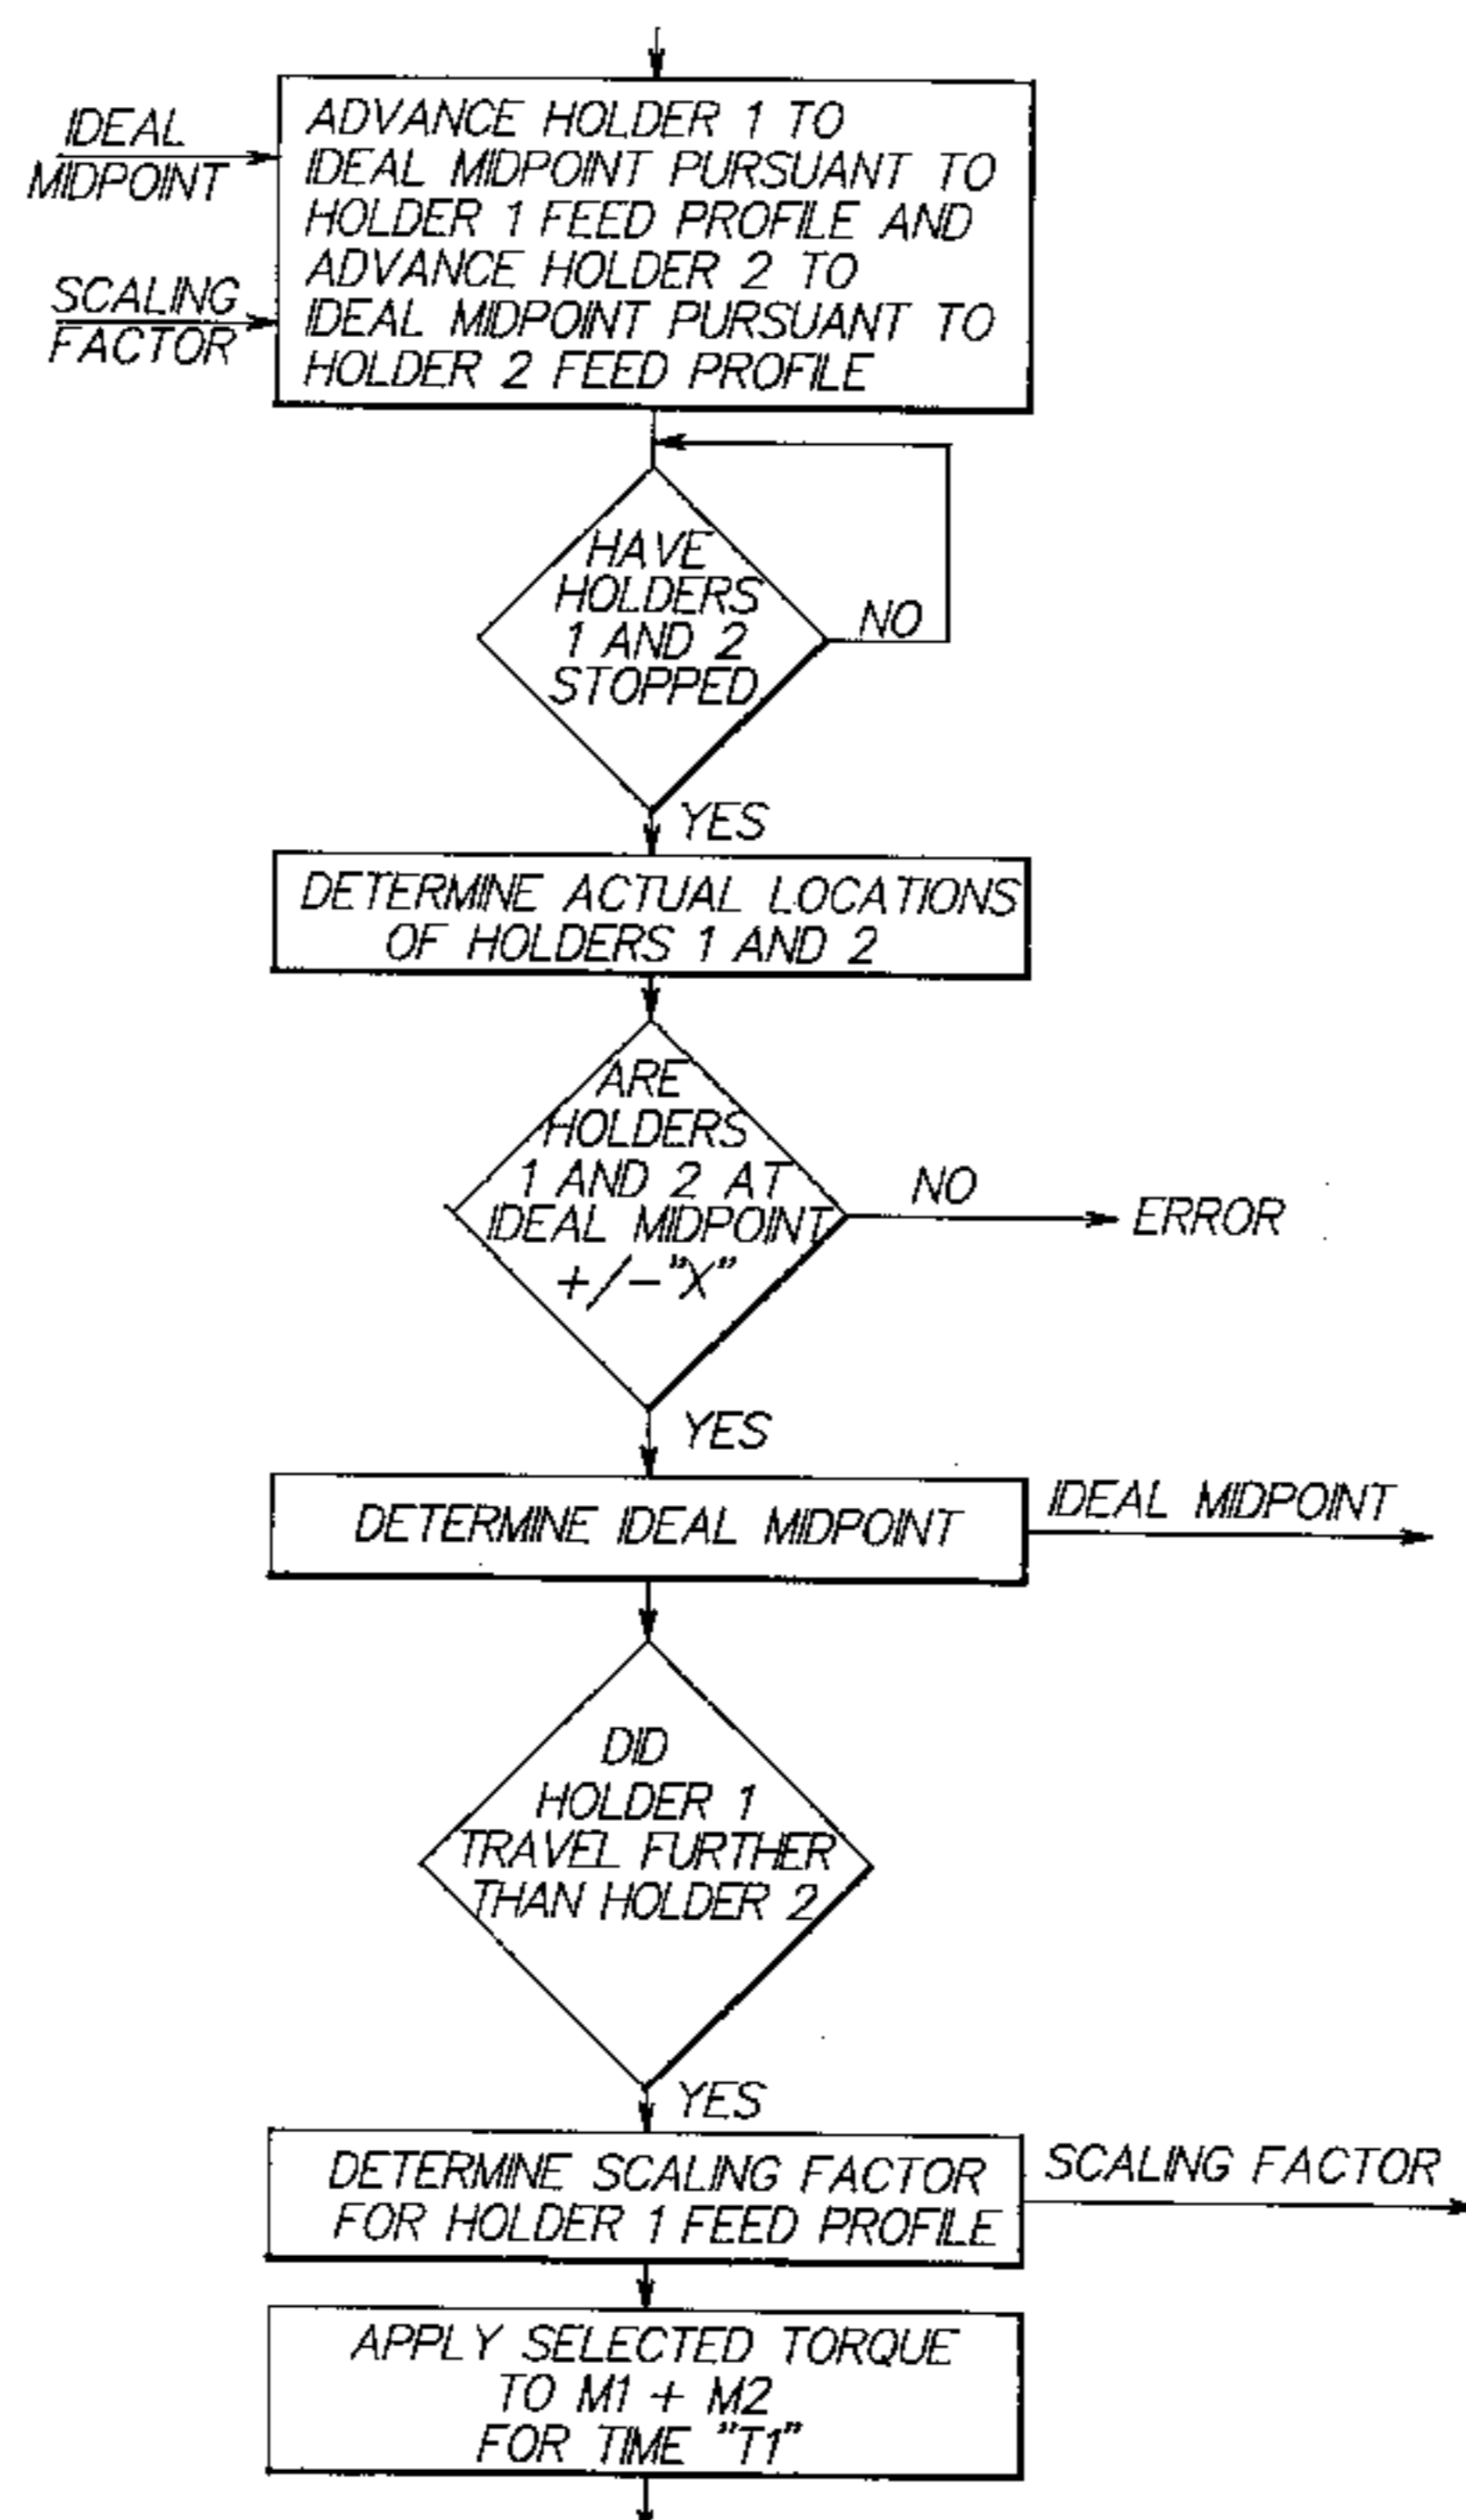 IDEAL
MIDPOINT
SCALING
FACTOR
ADVANCE HOLDER 1 TO
IDEAL MIDPOINT PURSUANT TO
HOLDER 1 FEED PROFILE AND
ADVANCE HOLDER 2 TO
IDEAL MIDPOINT PURSUANT TO
HOLDER 2 FEED PROFILE
HAVE
HOLDERS
1 AND 2
STOPPED
NO
YES
DETERMINE ACTUAL LOCATIONS
OF HOLDERS 1 AND 2
ARE
HOLDERS
1 AND 2 AT
IDEAL MIDPOINT
+/-"X"
NO
ERROR
YES
DETERMINE IDEAL MIDPOINT
IDEAL MIDPOINT
DID
HOLDER 1
TRAVEL FURTHER
THAN HOLDER 2
YES
DETERMINE SCALING FACTOR
FOR HOLDER 1 FEED PROFILE
SCALING FACTOR
APPLY SELECTED TORQUE
TO M1 + M2
FOR TIME "T1"